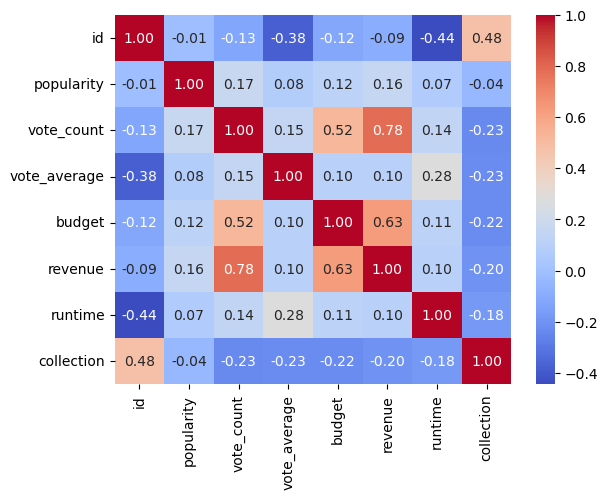 id 1.00 -0.01 -0.13 -0.38 -0.12 -0.09 -0.44 0.48
popularity -0.01 1.00 0.17 0.08 0.12 0.16 0.07 -0.04
vote_count -0.13 0.17 1.00 0.15 0.52 0.78 0.14 -0.23
vote_average -0.38 0.08 0.15 1.00 0.10 0.10 0.28 -0.23
budget -0.12 0.12 0.52 0.10 1.00 0.63 0.11 -0.22
revenue -0.09 0.16 0.78 0.10 0.63 1.00 0.10 -0.20
runtime -0.44 0.07 0.14 0.28 0.11 0.10 1.00 -0.18
collection 0.48 -0.04 -0.23 -0.23 -0.22 -0.20 -0.18 1.00
id
popularity
vote_count
vote_average
budget
revenue
runtime
collection
1.0
0.8
0.6
0.4
0.2
0.0
−0.2
−0.4